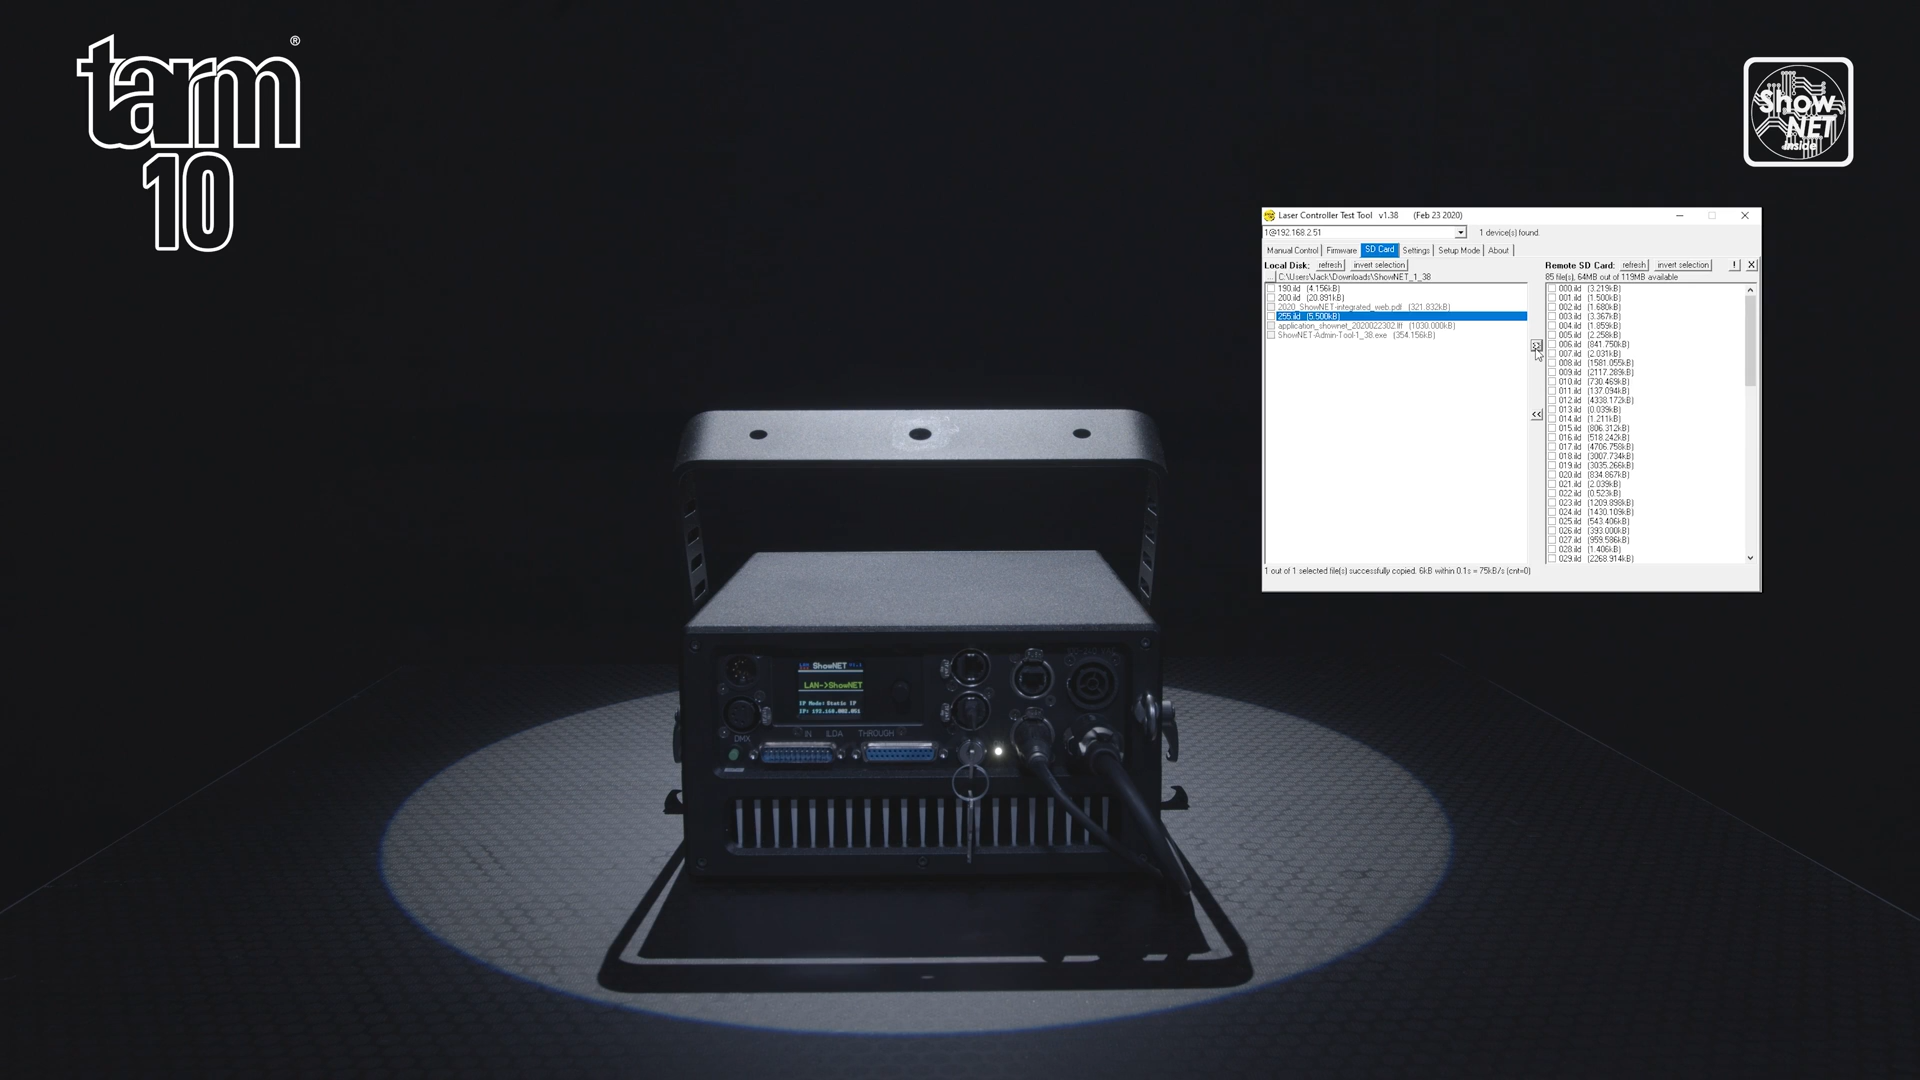 tarm®
10
Show
NET
inside
Laser Controller Test Tool v1.38 (Feb 23 2020)
1@192.168.2.51
1 device(s) found.
Manual Control
Firmware
SD Card
Settings
Setup Mode
About
Local Disk: refresh invert selection
... C:\Users\Jack\Downloads\ShowNET_1_38
190.ild (4.156kB)
200.ild (20.891kB)
2020_ShowNET-integrated_web.pdf (321.832kB)
255.ild (5.500kB)
application_shownet_2020022302.ltf (1030.000kB)
ShowNET-Admin-Tool-1_38.exe (354.156kB)
>>
<<
Remote SD Card: refresh invert selection ! X
85 file(s), 64MB out of 119MB available
000.ild (3.219kB)
001.ild (1.500kB)
002.ild (1.680kB)
003.ild (3.367kB)
004.ild (1.859kB)
005.ild (2.258kB)
006.ild (841.750kB)
007.ild (2.031kB)
008.ild (1581.055kB)
009.ild (2117.289kB)
010.ild (730.469kB)
011.ild (137.094kB)
012.ild (4338.172kB)
013.ild (0.039kB)
014.ild (1.211kB)
015.ild (806.312kB)
016.ild (518.242kB)
017.ild (4706.758kB)
018.ild (3007.734kB)
019.ild (3035.266kB)
020.ild (834.867kB)
021.ild (2.039kB)
022.ild (0.523kB)
023.ild (1209.898kB)
024.ild (1430.109kB)
025.ild (543.406kB)
026.ild (393.000kB)
027.ild (959.586kB)
028.ild (1.406kB)
029.ild (2268.914kB)
1 out of 1 selected file(s) successfully copied. 6kB within 0.1s = 75kB/s (cnt=0)
ShowNET
LAN->ShowNET
IP Mode: Static IP
IP: 192.168.002.051
DMX
IN ILDA THROUGH